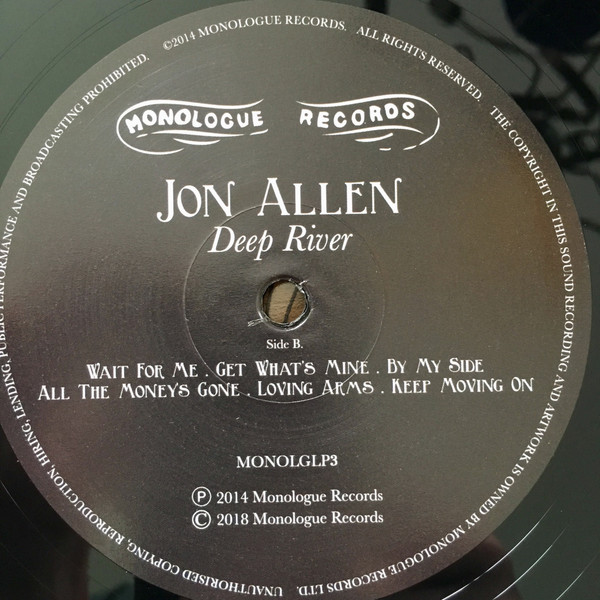 ©2014 MONOLOGUE RECORDS. ALL RIGHTS RESERVED. THE COPYRIGHT IN THIS SOUND RECORDING AND ARTWORK IS OWNED BY MONOLOGUE RECORDS LTD. UNAUTHORISED COPYING, REPRODUCTION, HIRING, LENDING, PUBLIC PERFORMANCE AND BROADCASTING PROHIBITED.
MONOLOGUE RECORDS
JON ALLEN
Deep River
Side B.
WAIT FOR ME . GET WHAT'S MINE . BY MY SIDE
ALL THE MONEY'S GONE . LOVING ARMS . KEEP MOVING ON
MONOLGLP3
Ⓟ 2014 Monologue Records
© 2018 Monologue Records